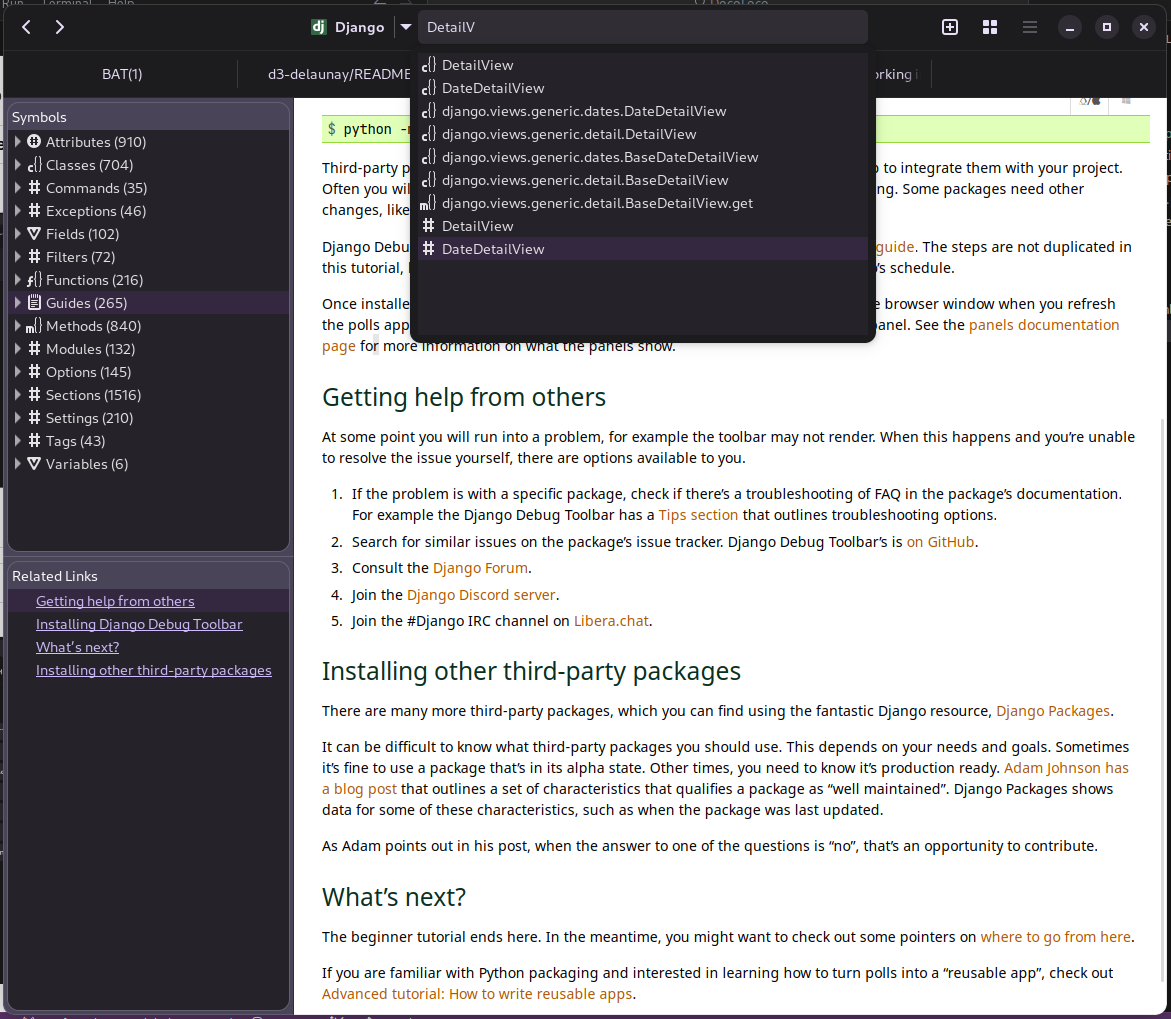 Django
DetailV
BAT(1)
d3-delaunay/README
orking i
DetailView
DateDetailView
django.views.generic.dates.DateDetailView
django.views.generic.detail.DetailView
django.views.generic.dates.BaseDateDetailView
django.views.generic.detail.BaseDetailView
django.views.generic.detail.BaseDetailView.get
DetailView
DateDetailView
Symbols
Attributes (910)
Classes (704)
Commands (35)
Exceptions (46)
Fields (102)
Filters (72)
Functions (216)
Guides (265)
Methods (840)
Modules (132)
Options (145)
Sections (1516)
Settings (210)
Tags (43)
Variables (6)
Related Links
Getting help from others
Installing Django Debug Toolbar
What's next?
Installing other third-party packages
$ python -
Third-party p to integrate them with your project.
Often you wil ng. Some packages need other
changes, like
Django Debu guide. The steps are not duplicated in
this tutorial, 's schedule.
Once installe e browser window when you refresh
the polls app anel. See the panels documentation
page for more information on what the panels show.
Getting help from others
At some point you will run into a problem, for example the toolbar may not render. When this happens and you’re unable
to resolve the issue yourself, there are options available to you.
1. If the problem is with a specific package, check if there’s a troubleshooting of FAQ in the package’s documentation.
For example the Django Debug Toolbar has a Tips section that outlines troubleshooting options.
2. Search for similar issues on the package’s issue tracker. Django Debug Toolbar’s is on GitHub.
3. Consult the Django Forum.
4. Join the Django Discord server.
5. Join the #Django IRC channel on Libera.chat.
Installing other third-party packages
There are many more third-party packages, which you can find using the fantastic Django resource, Django Packages.
It can be difficult to know what third-party packages you should use. This depends on your needs and goals. Sometimes
it’s fine to use a package that’s in its alpha state. Other times, you need to know it’s production ready. Adam Johnson has
a blog post that outlines a set of characteristics that qualifies a package as “well maintained”. Django Packages shows
data for some of these characteristics, such as when the package was last updated.
As Adam points out in his post, when the answer to one of the questions is “no”, that’s an opportunity to contribute.
What’s next?
The beginner tutorial ends here. In the meantime, you might want to check out some pointers on where to go from here.
If you are familiar with Python packaging and interested in learning how to turn polls into a “reusable app”, check out
Advanced tutorial: How to write reusable apps.